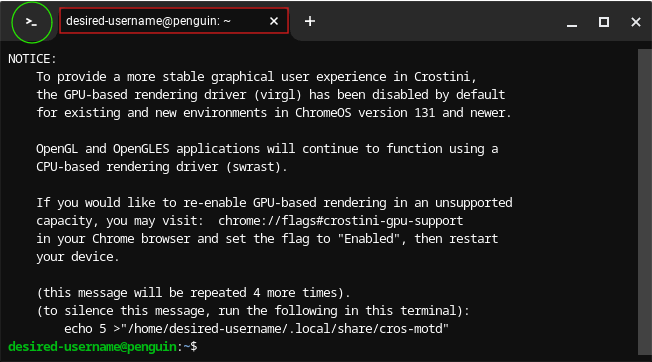 >_ desired-username@penguin: ~
NOTICE:
To provide a more stable graphical user experience in Crostini,
the GPU-based rendering driver (virgl) has been disabled by default
for existing and new environments in ChromeOS version 131 and newer.
OpenGL and OpenGLES applications will continue to function using a
CPU-based rendering driver (swrast).
If you would like to re-enable GPU-based rendering in an unsupported
capacity, you may visit:  chrome://flags#crostini-gpu-support
in your Chrome browser and set the flag to "Enabled", then restart
your device.
(this message will be repeated 4 more times).
(to silence this message, run the following in this terminal):
echo 5 >"/home/desired-username/.local/share/cros-motd"
desired-username@penguin:~$